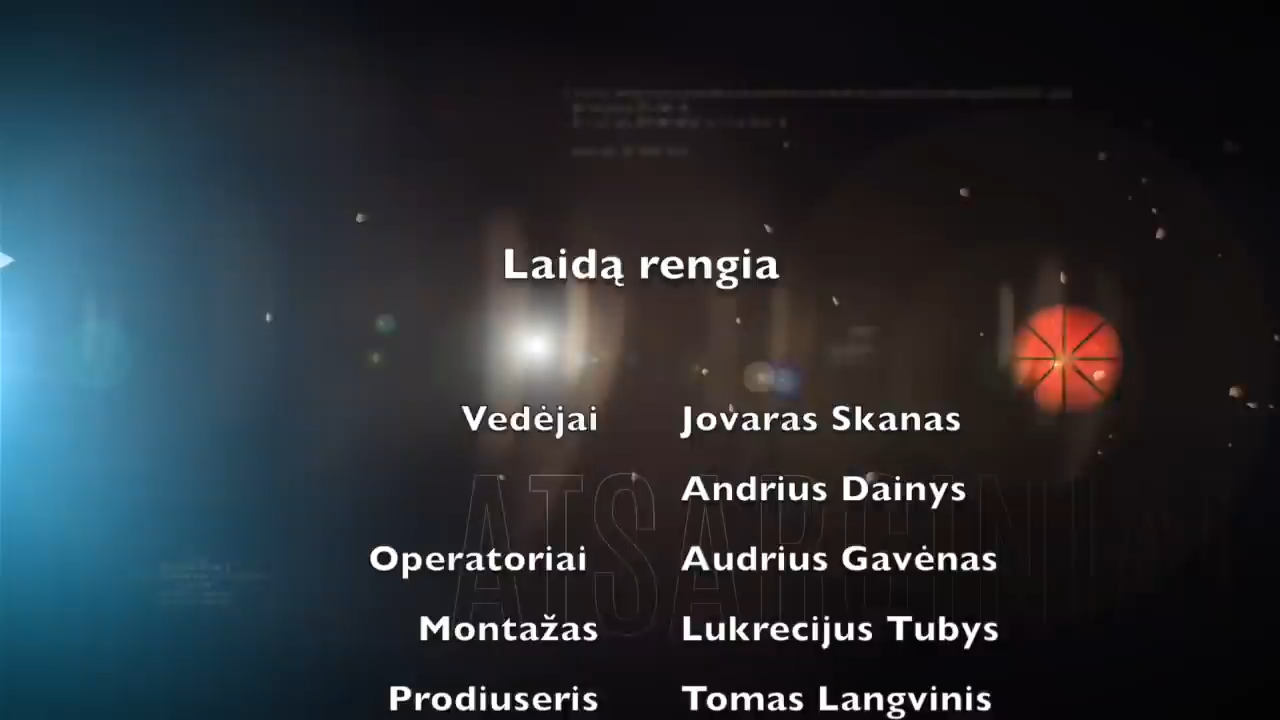 Laidą rengia
Vedėjai Jovaras Skanas
Andrius Dainys
Operatoriai Audrius Gavėnas
Montažas Lukrecijus Tubys
Prodiuseris Tomas Langvinis